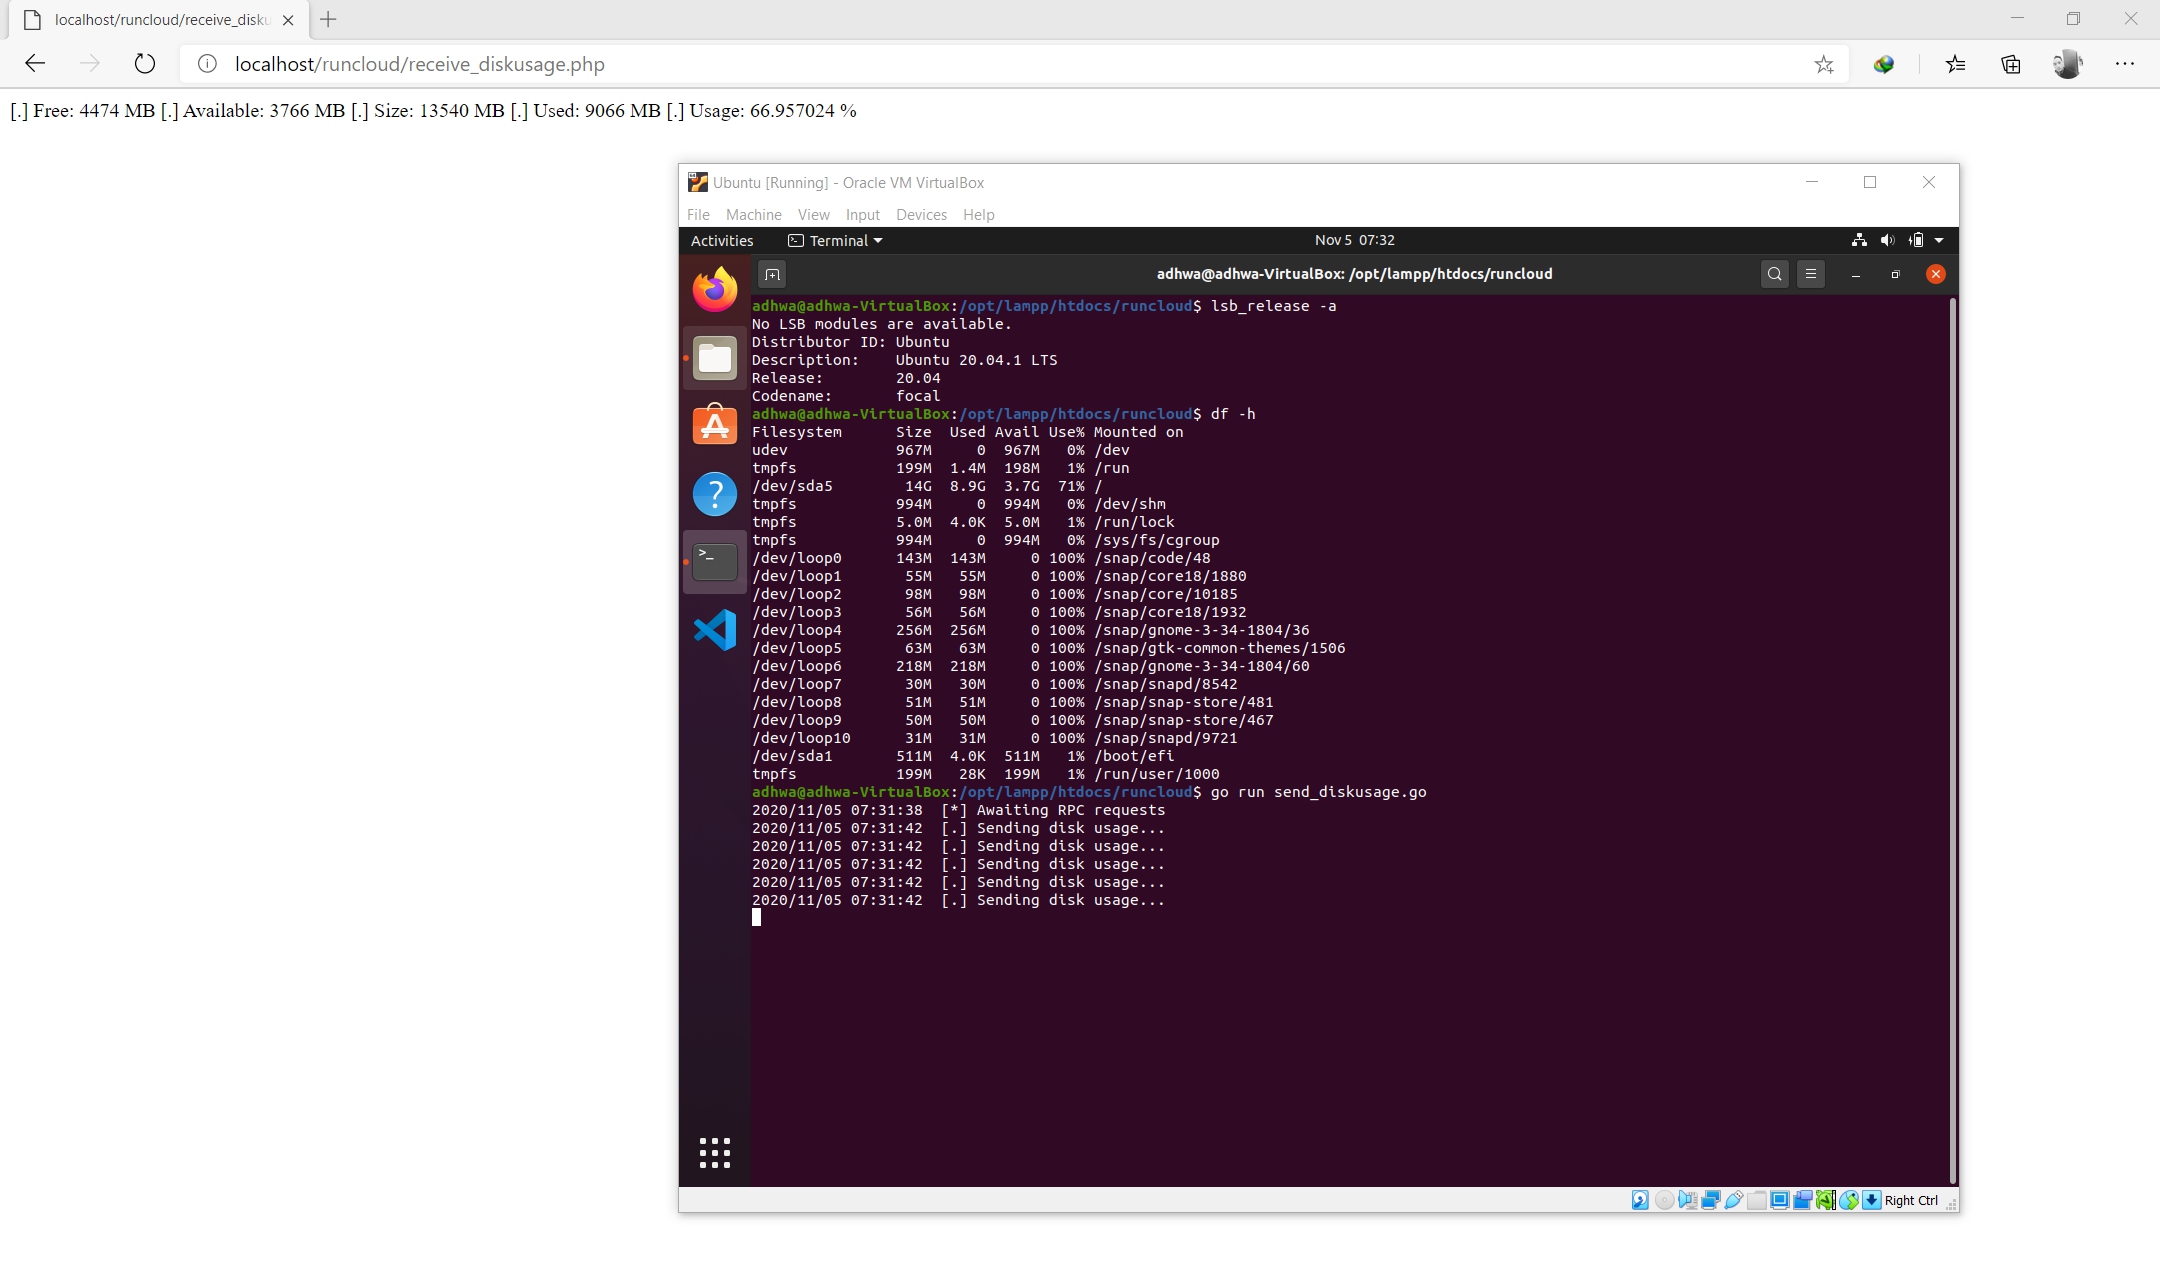 localhost/runcloud/receive_disku
localhost/runcloud/receive_diskusage.php
[.] Free: 4474 MB [.] Available: 3766 MB [.] Size: 13540 MB [.] Used: 9066 MB [.] Usage: 66.957024 %
Ubuntu [Running] - Oracle VM VirtualBox
File Machine View Input Devices Help
Activities Terminal Nov 5 07:32
adhwa@adhwa-VirtualBox: /opt/lampp/htdocs/runcloud
adhwa@adhwa-VirtualBox:/opt/lampp/htdocs/runcloud$ lsb_release -a
No LSB modules are available.
Distributor ID: Ubuntu
Description: Ubuntu 20.04.1 LTS
Release: 20.04
Codename: focal
adhwa@adhwa-VirtualBox:/opt/lampp/htdocs/runcloud$ df -h
Filesystem Size Used Avail Use% Mounted on
udev 967M 0 967M 0% /dev
tmpfs 199M 1.4M 198M 1% /run
/dev/sda5 14G 8.9G 3.7G 71% /
tmpfs 994M 0 994M 0% /dev/shm
tmpfs 5.0M 4.0K 5.0M 1% /run/lock
tmpfs 994M 0 994M 0% /sys/fs/cgroup
/dev/loop0 143M 143M 0 100% /snap/code/48
/dev/loop1 55M 55M 0 100% /snap/core18/1880
/dev/loop2 98M 98M 0 100% /snap/core/10185
/dev/loop3 56M 56M 0 100% /snap/core18/1932
/dev/loop4 256M 256M 0 100% /snap/gnome-3-34-1804/36
/dev/loop5 63M 63M 0 100% /snap/gtk-common-themes/1506
/dev/loop6 218M 218M 0 100% /snap/gnome-3-34-1804/60
/dev/loop7 30M 30M 0 100% /snap/snapd/8542
/dev/loop8 51M 51M 0 100% /snap/snap-store/481
/dev/loop9 50M 50M 0 100% /snap/snap-store/467
/dev/loop10 31M 31M 0 100% /snap/snapd/9721
/dev/sda1 511M 4.0K 511M 1% /boot/efi
tmpfs 199M 28K 199M 1% /run/user/1000
adhwa@adhwa-VirtualBox:/opt/lampp/htdocs/runcloud$ go run send_diskusage.go
2020/11/05 07:31:38 [*] Awaiting RPC requests
2020/11/05 07:31:42 [.] Sending disk usage...
2020/11/05 07:31:42 [.] Sending disk usage...
2020/11/05 07:31:42 [.] Sending disk usage...
2020/11/05 07:31:42 [.] Sending disk usage...
2020/11/05 07:31:42 [.] Sending disk usage...
Right Ctrl